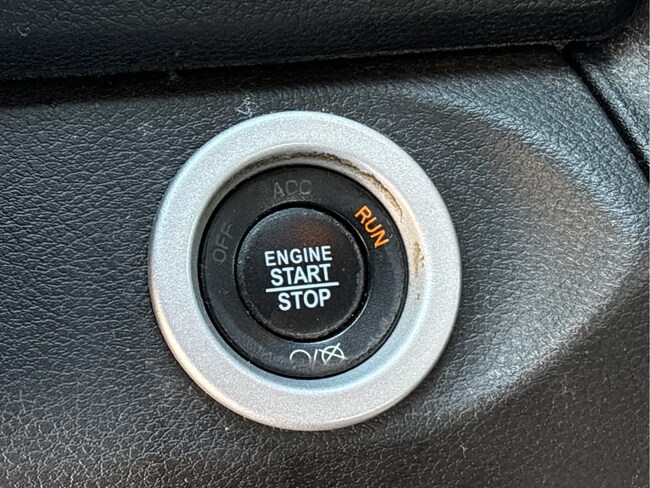 ACC
OFF
RUN
ENGINE
START
STOP